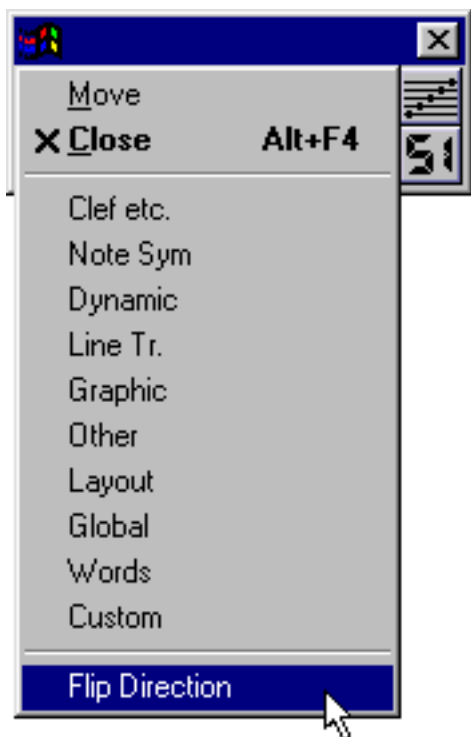 Move
Close Alt+F4
Clef etc.
Note Sym
Dynamic
Line Tr.
Graphic
Other
Layout
Global
Words
Custom
Flip Direction